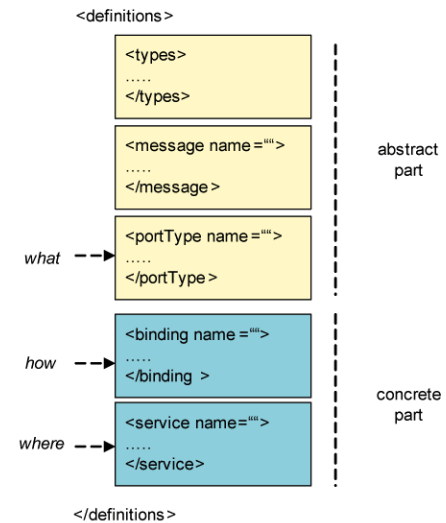 <definitions>
<types>
.....
</types>
<message name=““>
.....
</message>
abstract
part
<portType name=““>
what
.....
</portType>
<binding name=““>
how
.....
</binding >
concrete
part
<service name=““>
where
.....
</service>
</definitions>